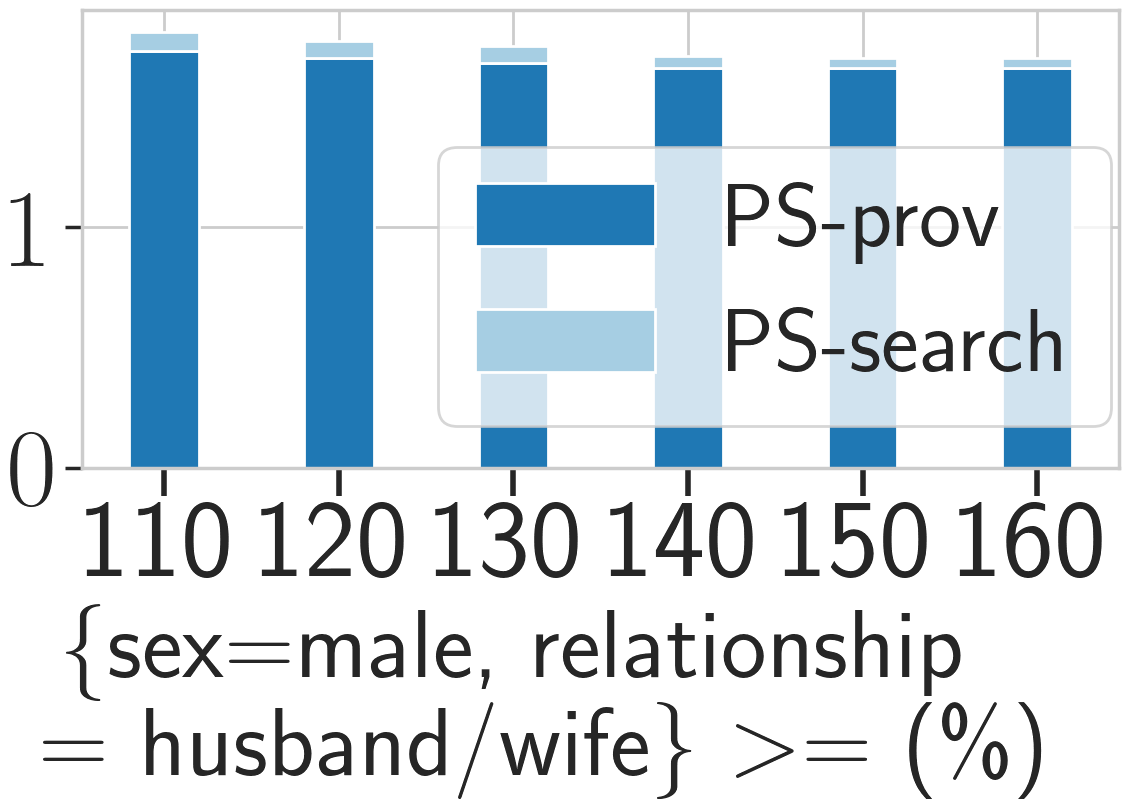 1
PS-prov
PS-search
0
110 120 130 140 150 160
{sex=male, relationship
= husband/wife} >= (%)